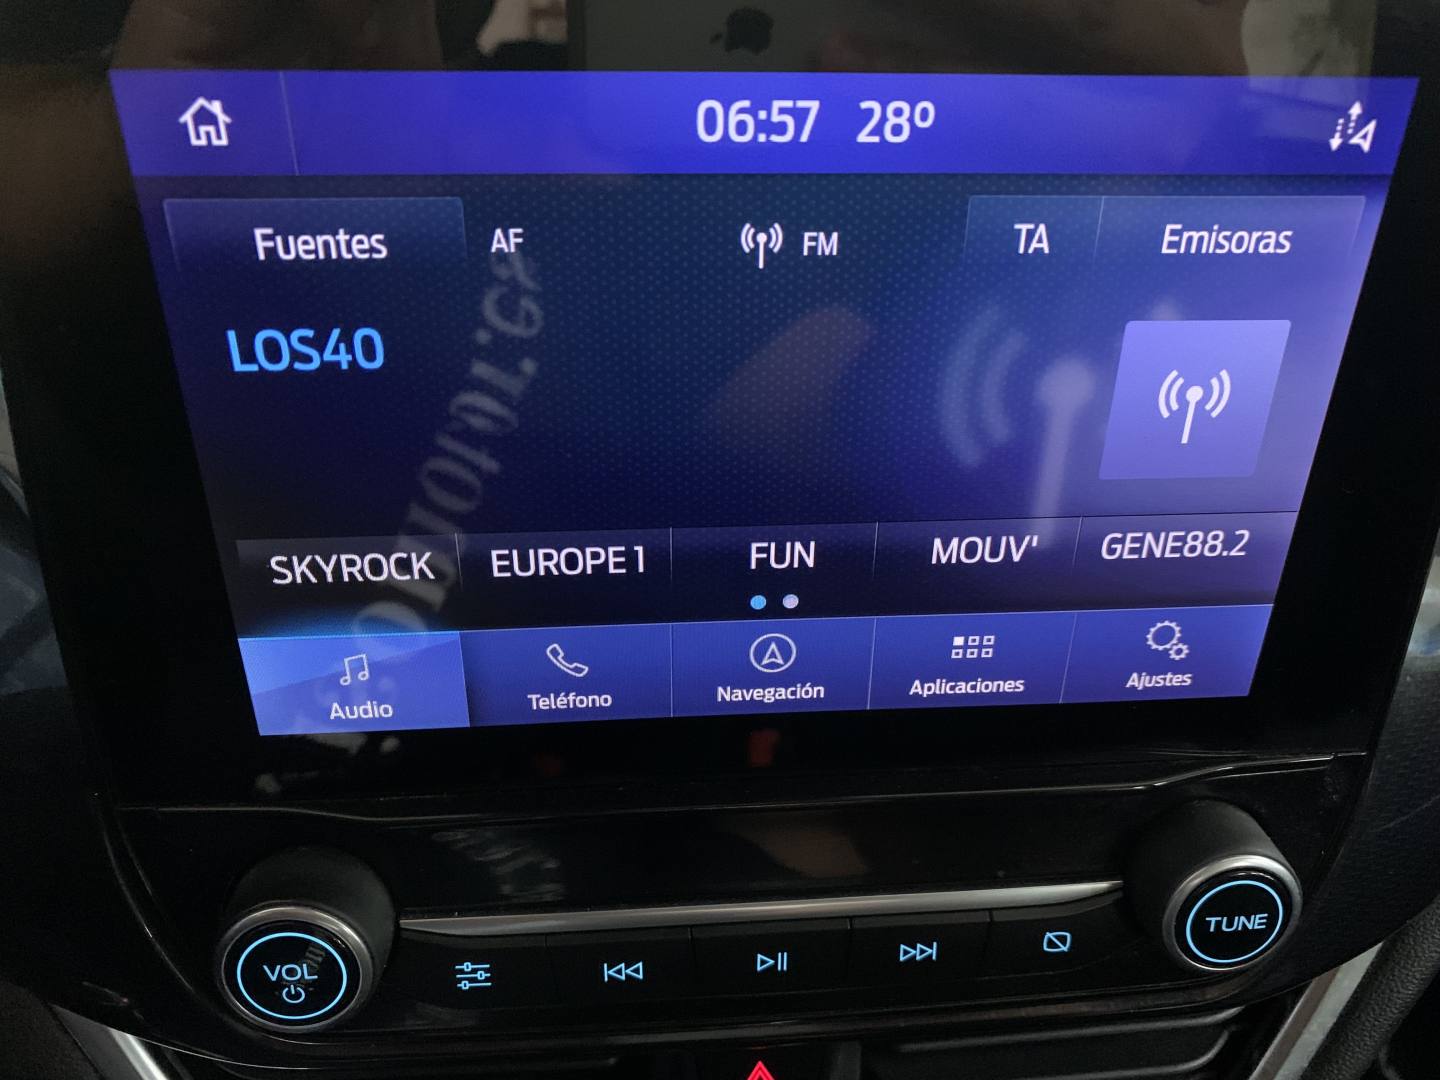 06:57 28º
Fuentes AF FM TA Emisoras
LOS40
SKYROCK EUROPE 1 FUN MOUV' GENE88.2
Audio Teléfono Navegación Aplicaciones Ajustes
VOL TUNE